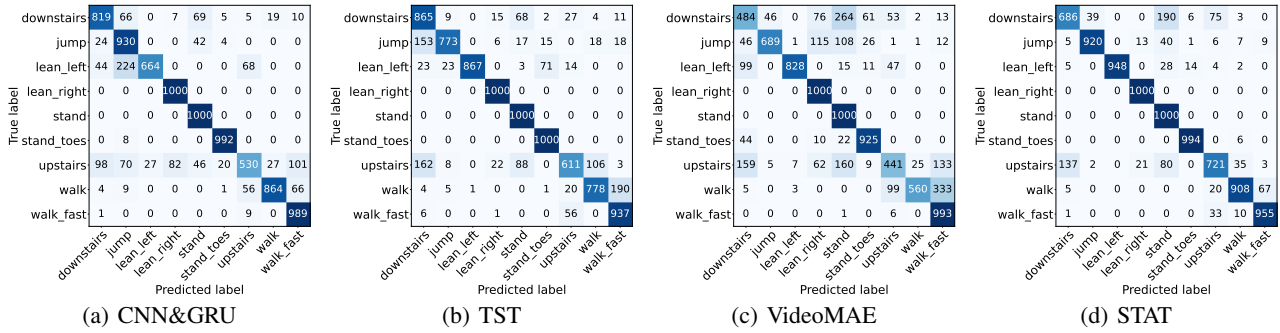 True label
downstairs 819 66 0 7 69 5 5 19 10
jump 24 930 0 0 42 4 0 0 0
lean_left 44 224 664 0 0 0 68 0 0
lean_right 0 0 0 1000 0 0 0 0 0
stand 0 0 0 0 1000 0 0 0 0
stand_toes 0 8 0 0 0 992 0 0 0
upstairs 98 70 27 82 46 20 530 27 101
walk 4 9 0 0 0 1 56 864 66
walk_fast 1 0 0 0 0 0 9 0 989
downstairs jump lean_left lean_right stand stand_toes upstairs walk walk_fast
Predicted label
(a) CNN&GRU
True label
downstairs 865 9 0 15 68 2 27 4 11
jump 153 773 0 6 17 15 0 18 18
lean_left 23 23 867 0 3 71 14 0 0
lean_right 0 0 0 1000 0 0 0 0 0
stand 0 0 0 0 1000 0 0 0 0
stand_toes 0 0 0 0 0 1000 0 0 0
upstairs 162 8 0 22 88 0 611 106 3
walk 4 5 1 0 0 1 20 778 190
walk_fast 6 0 0 1 0 0 56 0 937
downstairs jump lean_left lean_right stand stand_toes upstairs walk walk_fast
Predicted label
(b) TST
True label
downstairs 484 46 0 76 264 61 53 2 13
jump 46 689 1 115 108 26 1 1 12
lean_left 99 0 828 0 15 11 47 0 0
lean_right 0 0 0 1000 0 0 0 0 0
stand 0 0 0 0 1000 0 0 0 0
stand_toes 44 0 0 10 22 925 0 0 0
upstairs 159 5 7 62 160 9 441 25 133
walk 5 0 3 0 0 0 99 560 333
walk_fast 0 0 0 0 1 0 6 0 993
downstairs jump lean_left lean_right stand stand_toes upstairs walk walk_fast
Predicted label
(c) VideoMAE
True label
downstairs 686 39 0 0 190 6 75 3 0
jump 5 920 0 13 40 1 6 7 9
lean_left 5 0 948 0 28 14 4 2 0
lean_right 0 0 0 1000 0 0 0 0 0
stand 0 0 0 0 1000 0 0 0 0
stand_toes 0 0 0 0 0 994 0 6 0
upstairs 137 2 0 21 80 0 721 35 3
walk 5 0 0 0 0 0 20 908 67
walk_fast 1 0 0 0 0 0 33 10 955
downstairs jump lean_left lean_right stand stand_toes upstairs walk walk_fast
Predicted label
(d) STAT